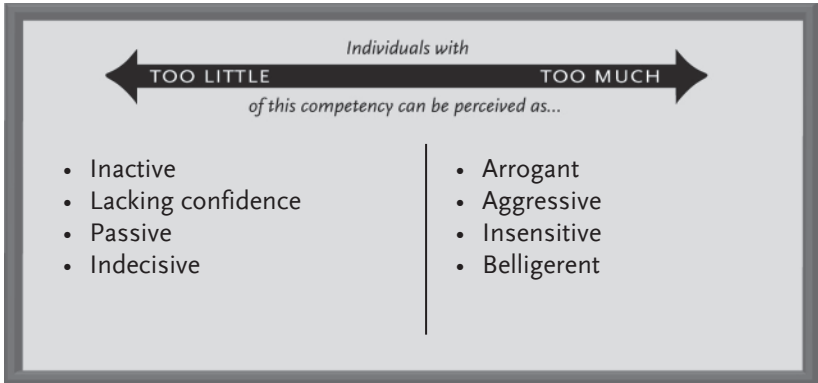 Individuals with
TOO LITTLE TOO MUCH
of this competency can be perceived as...
• Inactive
• Lacking confidence
• Passive
• Indecisive
• Arrogant
• Aggressive
• Insensitive
• Belligerent